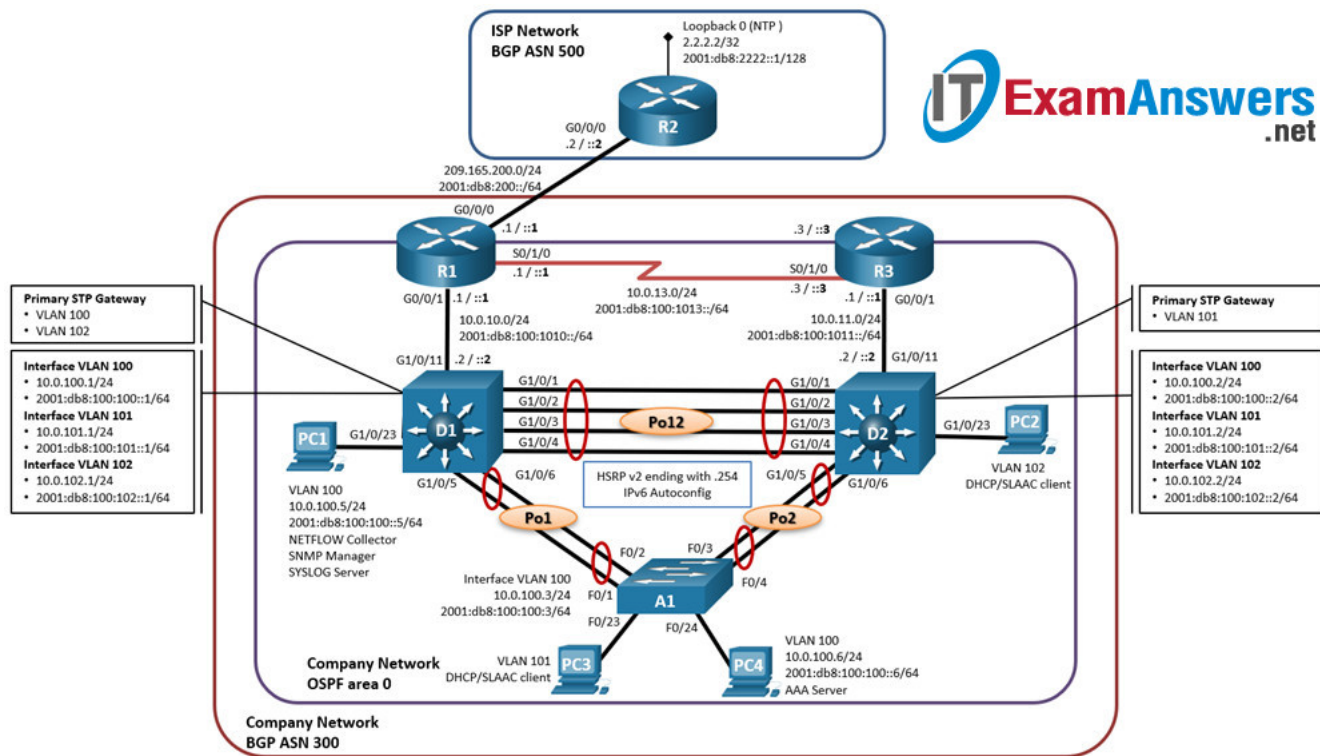 ISP Network
BGP ASN 500
Loopback 0 (NTP )
2.2.2.2/32
2001:db8:2222::1/128
R2
G0/0/0
.2 / ::2
IT ExamAnswers
.net
209.165.200.0/24
2001:db8:200::/64
G0/0/0
.1 / ::1
R1
S0/1/0
.1 / ::1
G0/0/1
.1 / ::1
.3 / ::3
R3
S0/1/0
.3 / ::3
.1 / ::1
G0/0/1
10.0.13.0/24
2001:db8:100:1013::/64
10.0.10.0/24
2001:db8:100:1010::/64
10.0.11.0/24
2001:db8:100:1011::/64
Primary STP Gateway
• VLAN 100
• VLAN 102
Primary STP Gateway
• VLAN 101
Interface VLAN 100
• 10.0.100.1/24
• 2001:db8:100:100::1/64
Interface VLAN 101
• 10.0.101.1/24
• 2001:db8:100:101::1/64
Interface VLAN 102
• 10.0.102.1/24
• 2001:db8:100:102::1/64
Interface VLAN 100
• 10.0.100.2/24
• 2001:db8:100:100::2/64
Interface VLAN 101
• 10.0.101.2/24
• 2001:db8:100:101::2/64
Interface VLAN 102
• 10.0.102.2/24
• 2001:db8:100:102::2/64
G1/0/11
.2 / ::2
.2 / ::2
G1/0/11
D1
D2
G1/0/1
G1/0/2
G1/0/3
G1/0/4
Po12
G1/0/1
G1/0/2
G1/0/3
G1/0/4
PC1
G1/0/23
G1/0/23
PC2
VLAN 102
DHCP/SLAAC client
HSRP v2 ending with .254
IPv6 Autoconfig
G1/0/5
G1/0/6
G1/0/5
G1/0/6
VLAN 100
10.0.100.5/24
2001:db8:100:100::5/64
NETFLOW Collector
SNMP Manager
SYSLOG Server
Po1
Po2
F0/2
F0/3
F0/1
F0/4
Interface VLAN 100
10.0.100.3/24
2001:db8:100:100:3/64
A1
F0/23
F0/24
PC3
VLAN 101
DHCP/SLAAC client
PC4
VLAN 100
10.0.100.6/24
2001:db8:100:100::6/64
AAA Server
Company Network
OSPF area 0
Company Network
BGP ASN 300